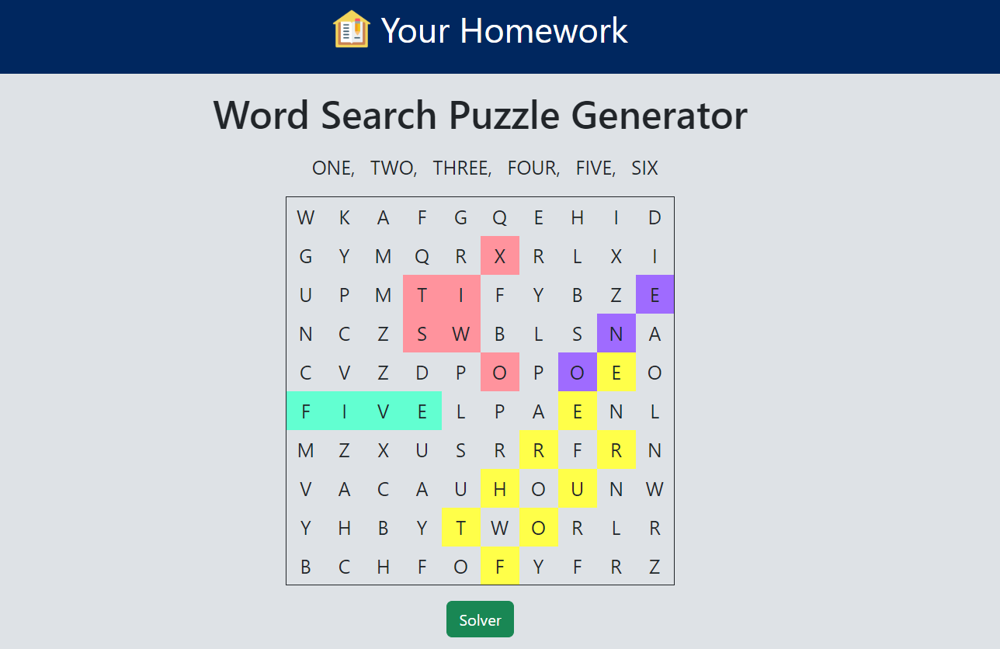 Your Homework
Word Search Puzzle Generator
ONE, TWO, THREE, FOUR, FIVE, SIX
W K A F G Q E H I D
G Y M Q R X R L X I
U P M T I F Y B Z E
N C Z S W B L S N A
C V Z D P O P O E O
F I V E L P A E N L
M Z X U S R R F R N
V A C A U H O U N W
Y H B Y T W O R L R
B C H F O F Y F R Z
Solver